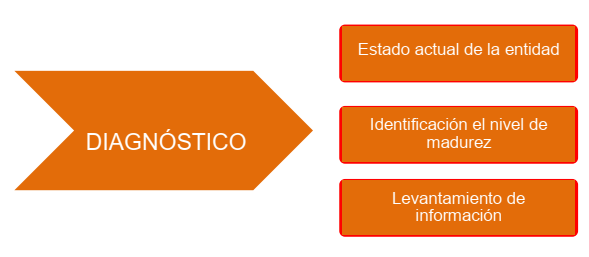 DIAGNÓSTICO
Estado actual de la entidad
Identificación el nivel de
madurez
Levantamiento de
información